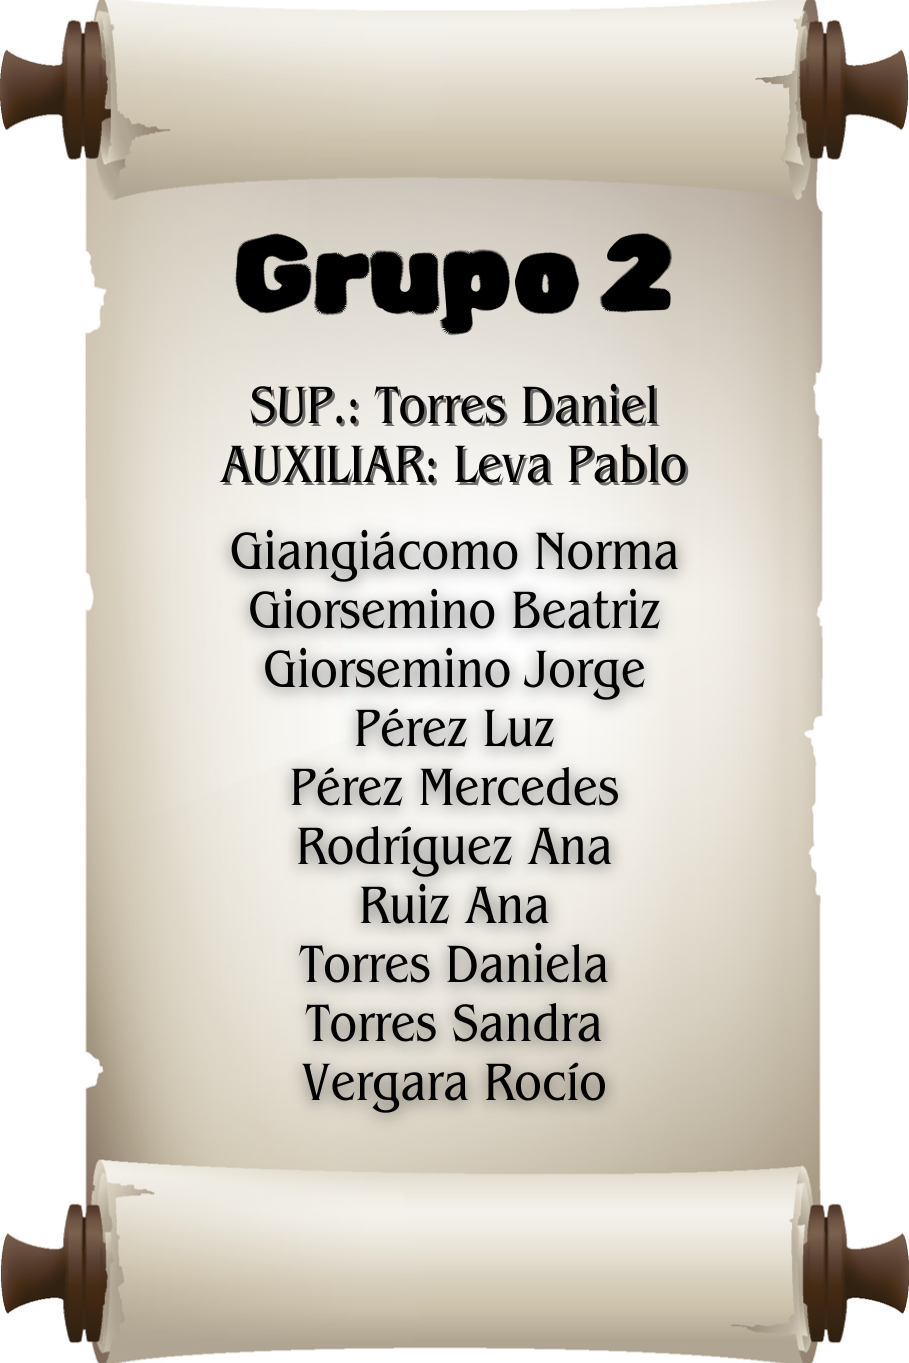 Grupo 2
SUP.: Torres Daniel
AUXILIAR: Leva Pablo
Giangiácomo Norma
Giorsemino Beatriz
Giorsemino Jorge
Pérez Luz
Pérez Mercedes
Rodríguez Ana
Ruiz Ana
Torres Daniela
Torres Sandra
Vergara Rocío